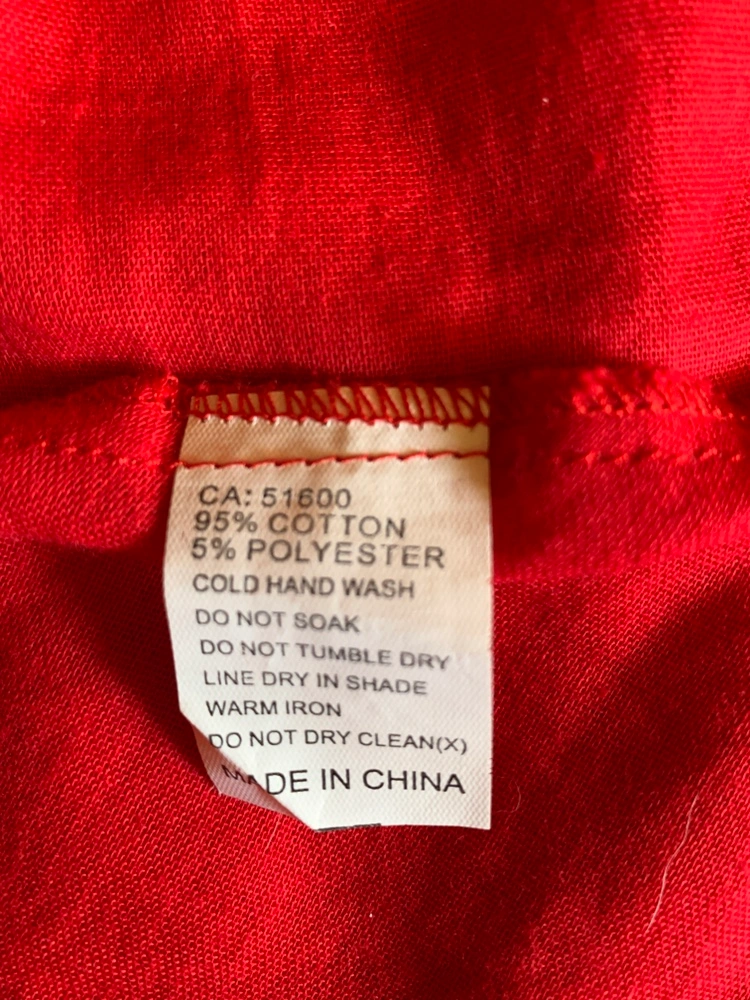 CA: 51600
95% COTTON
5% POLYESTER
COLD HAND WASH
DO NOT SOAK
DO NOT TUMBLE DRY
LINE DRY IN SHADE
WARM IRON
DO NOT DRY CLEAN(X)
MADE IN CHINA